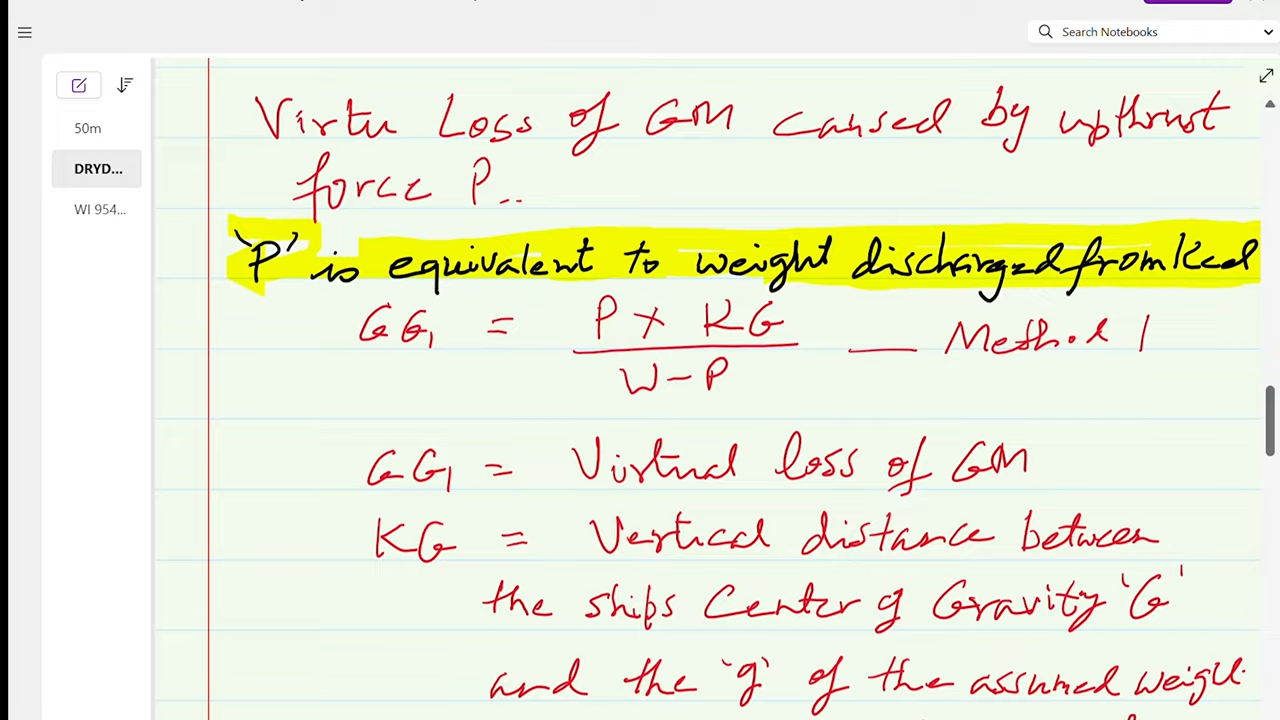 Search Notebooks
50m
DRYD...
WI 954...
Virtu Loss of GM caused by upthrust
force P..
'P' is equivalent to weight discharged from Keel
GG₁ = P x KG / W - P — Method 1
GG₁ = Virtual loss of GM
KG = Vertical distance between
the ships Center of Gravity 'G'
and the 'g' of the assumed weight